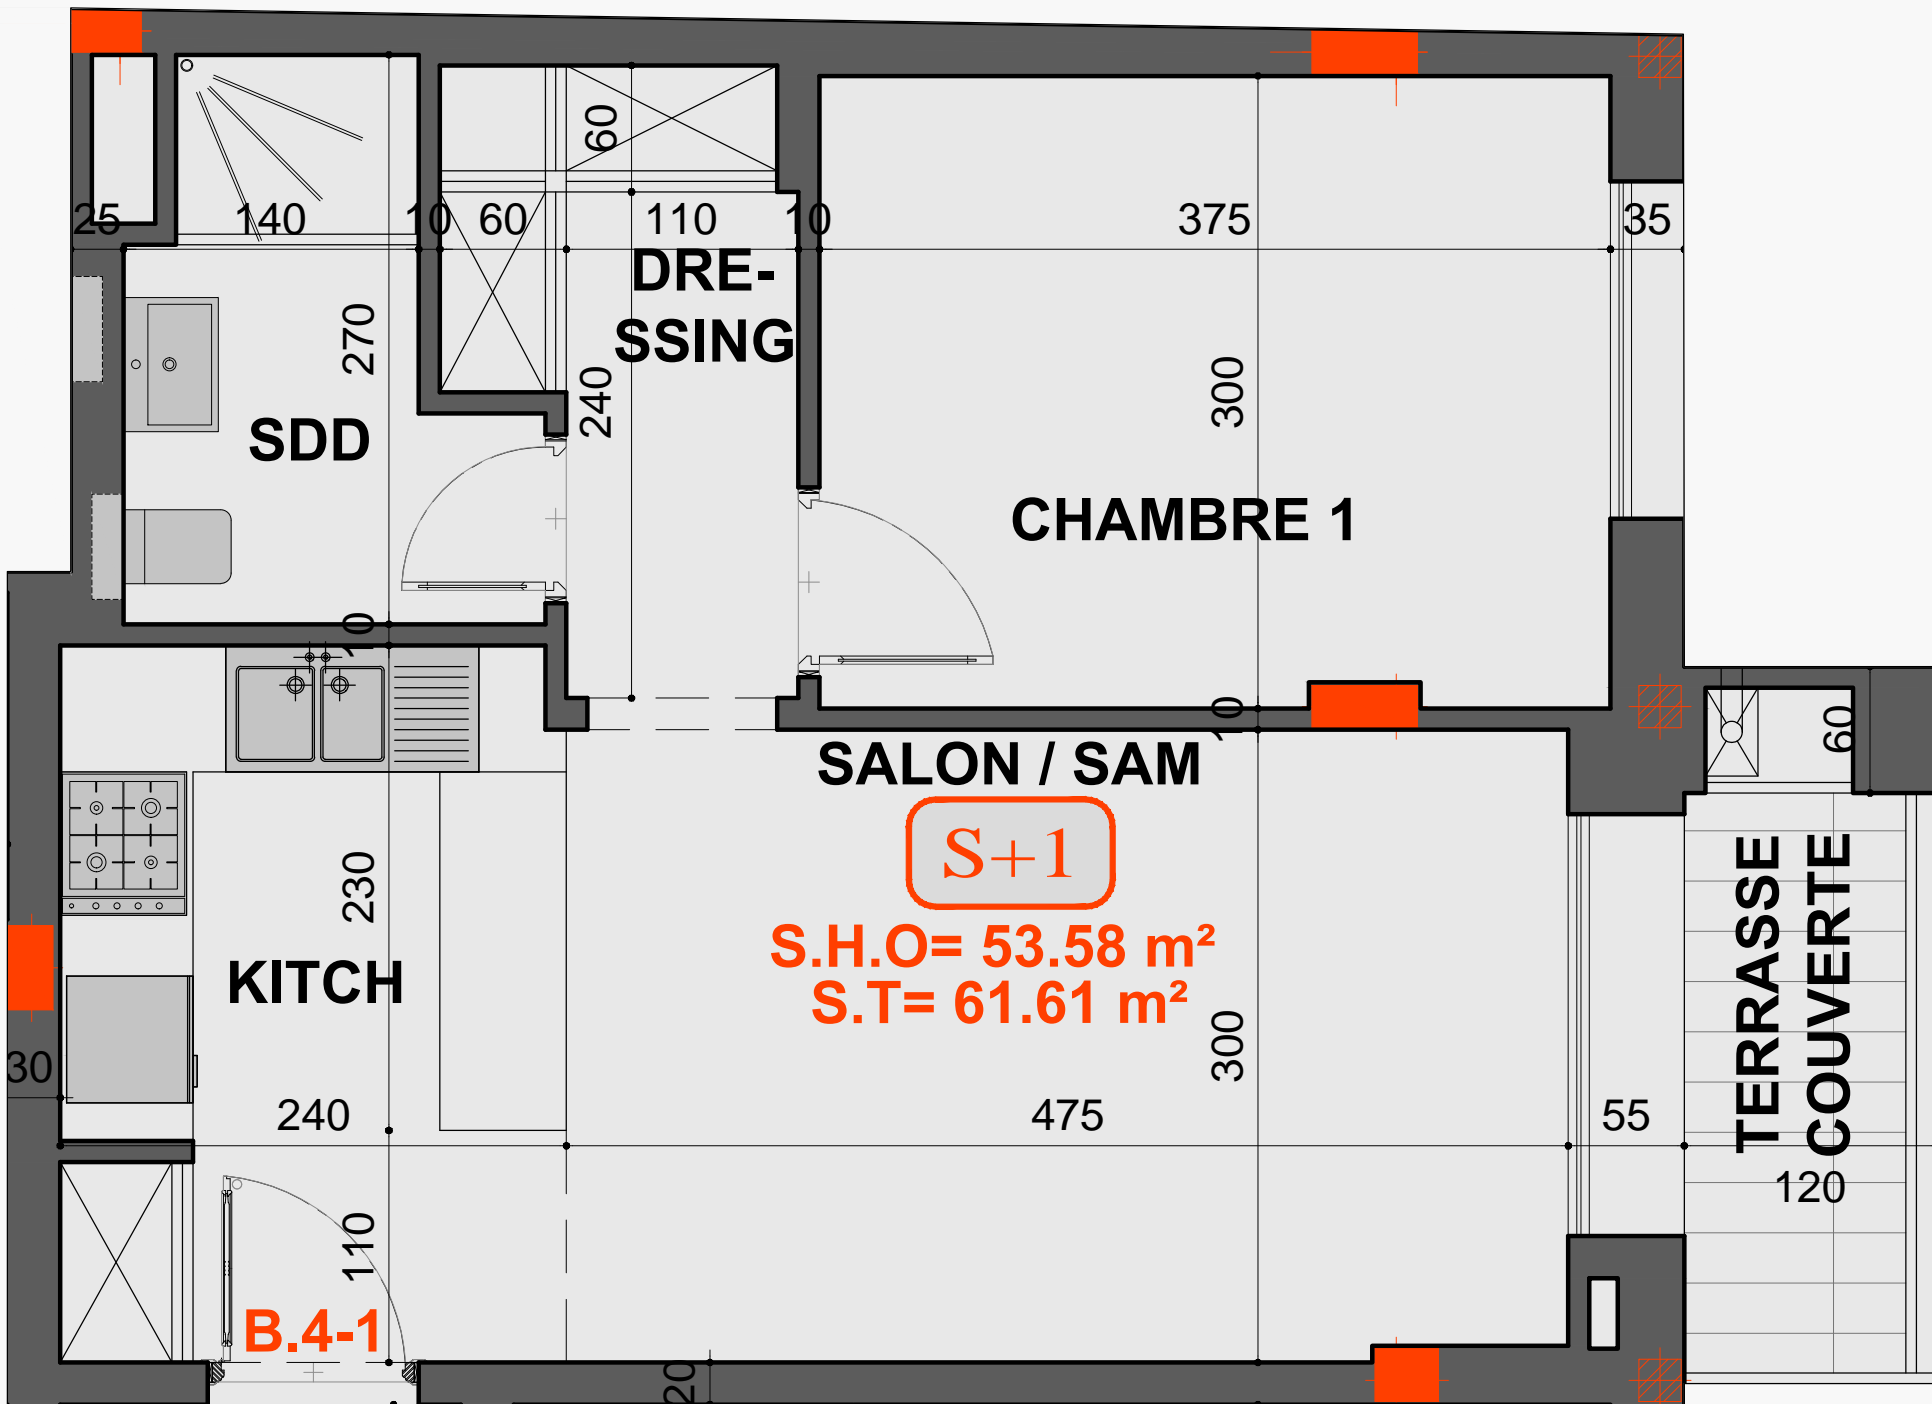 60
25
140
10
60
110
10
375
35
DRE-
SSING
270
240
300
SDD
CHAMBRE 1
10
10
60
SALON / SAM
S+1
S.H.O= 53.58 m²
S.T= 61.61 m²
230
KITCH
300
TERRASSE
COUVERTE
30
240
475
55
120
110
B.4-1
20